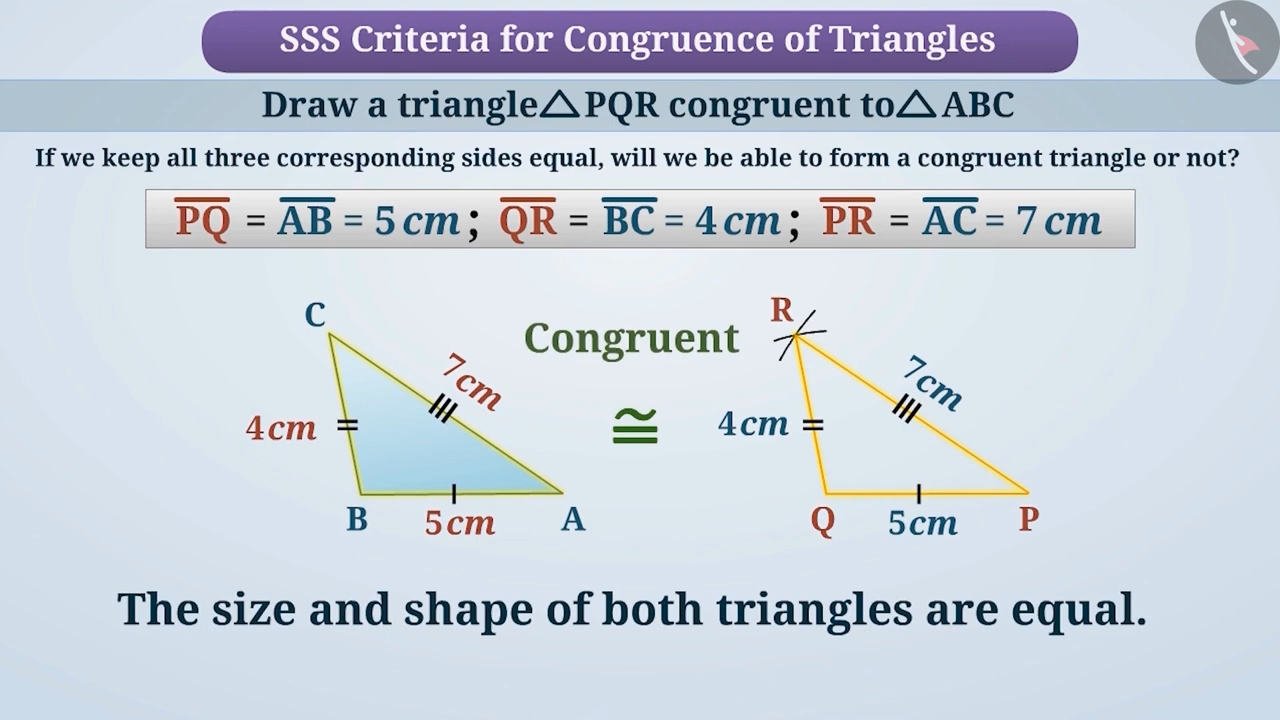 SSS Criteria for Congruence of Triangles
Draw a triangle△PQR congruent to△ABC
If we keep all three corresponding sides equal, will we be able to form a congruent triangle or not?
PQ = AB = 5 cm ; QR = BC = 4 cm ; PR = AC = 7 cm
C
7cm
4cm
B
5cm
A
Congruent
≅
R
7cm
4cm
Q
5cm
P
The size and shape of both triangles are equal.